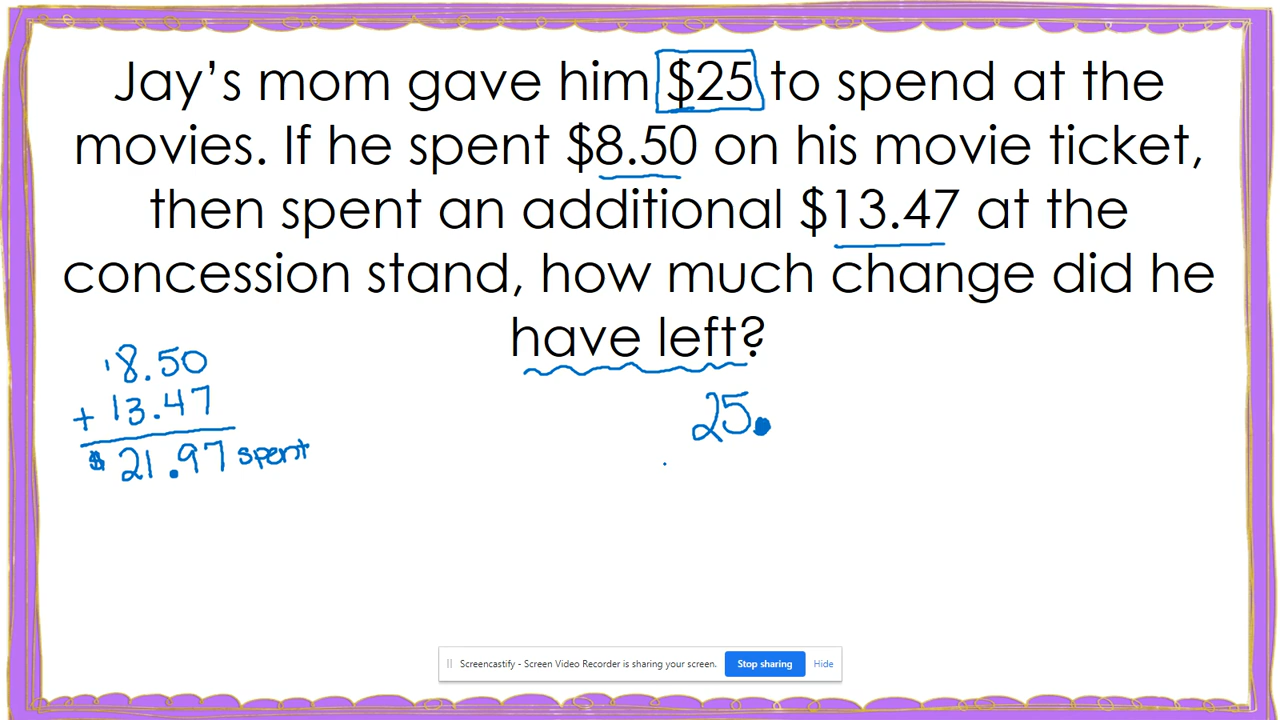 Jay's mom gave him $25 to spend at the
movies. If he spent $8.50 on his movie ticket,
then spent an additional $13.47 at the
concession stand, how much change did he
have left?
1 8.50
+ 13.47
$ 21.97 spent
25.
Screencastify - Screen Video Recorder is sharing your screen. Stop sharing Hide